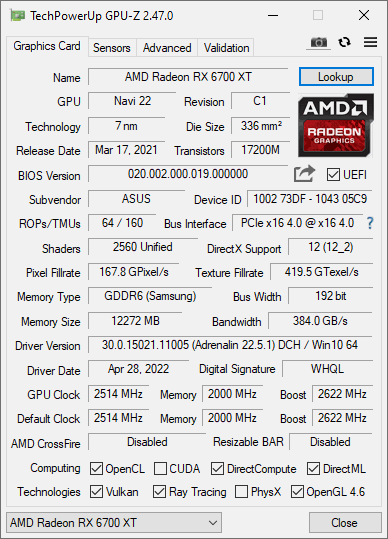 TechPowerUp GPU-Z 2.47.0
Graphics Card Sensors Advanced Validation
Name AMD Radeon RX 6700 XT Lookup
GPU Navi 22 Revision C1
Technology 7 nm Die Size 336 mm²
Release Date Mar 17, 2021 Transistors 17200M
AMD
RADEON
GRAPHICS
BIOS Version 020.002.000.019.000000 UEFI
Subvendor ASUS Device ID 1002 73DF - 1043 05C9
ROPs/TMUs 64 / 160 Bus Interface PCIe x16 4.0 @ x16 4.0 ?
Shaders 2560 Unified DirectX Support 12 (12_2)
Pixel Fillrate 167.8 GPixel/s Texture Fillrate 419.5 GTexel/s
Memory Type GDDR6 (Samsung) Bus Width 192 bit
Memory Size 12272 MB Bandwidth 384.0 GB/s
Driver Version 30.0.15021.11005 (Adrenalin 22.5.1) DCH / Win10 64
Driver Date Apr 28, 2022 Digital Signature WHQL
GPU Clock 2514 MHz Memory 2000 MHz Boost 2622 MHz
Default Clock 2514 MHz Memory 2000 MHz Boost 2622 MHz
AMD CrossFire Disabled Resizable BAR Disabled
Computing OpenCL CUDA DirectCompute DirectML
Technologies Vulkan Ray Tracing PhysX OpenGL 4.6
AMD Radeon RX 6700 XT Close